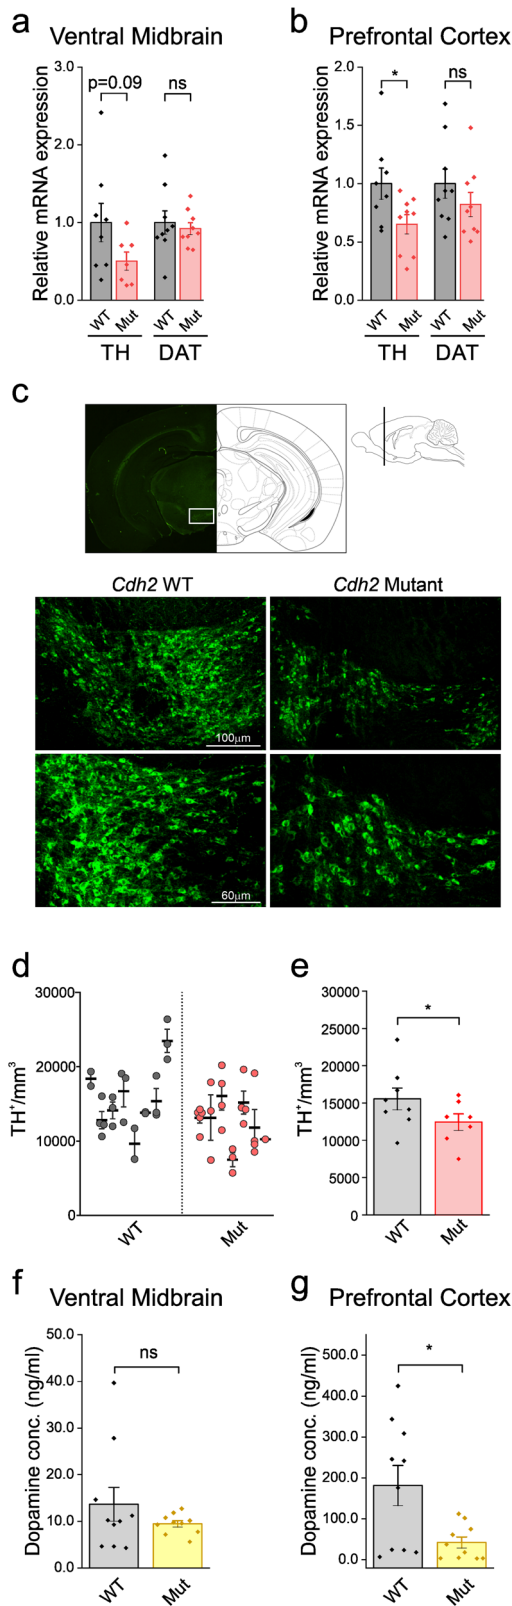 a
Ventral Midbrain
Relative mRNA expression
3.0
2.0
1.0
0.0
p=0.09
ns
WT
Mut
WT
Mut
TH
DAT
b
Prefrontal Cortex
Relative mRNA expression
2.0
1.5
1.0
0.5
0.0
*
ns
WT
Mut
WT
Mut
TH
DAT
c
Cdh2 WT
Cdh2 Mutant
100μm
60μm
d
TH+/mm³
30000
20000
10000
0
WT
Mut
e
TH+/mm³
30000
25000
20000
15000
10000
5000
0
*
WT
Mut
f
Ventral Midbrain
Dopamine conc. (ng/ml)
50.0
40.0
30.0
20.0
10.0
0.0
ns
WT
Mut
g
Prefrontal Cortex
Dopamine conc. (ng/ml)
500.0
400.0
300.0
200.0
100.0
0.0
*
WT
Mut